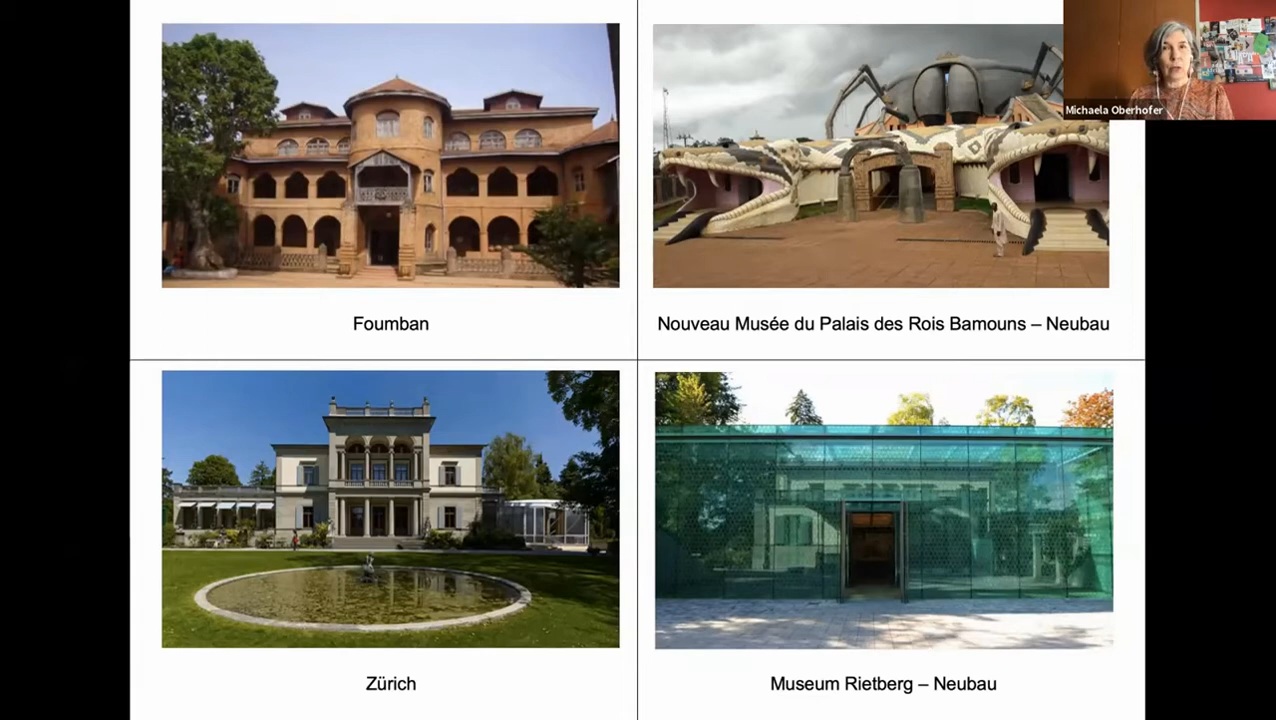 Michaela Oberhofer
Foumban
Nouveau Musée du Palais des Rois Bamouns – Neubau
Zürich
Museum Rietberg – Neubau